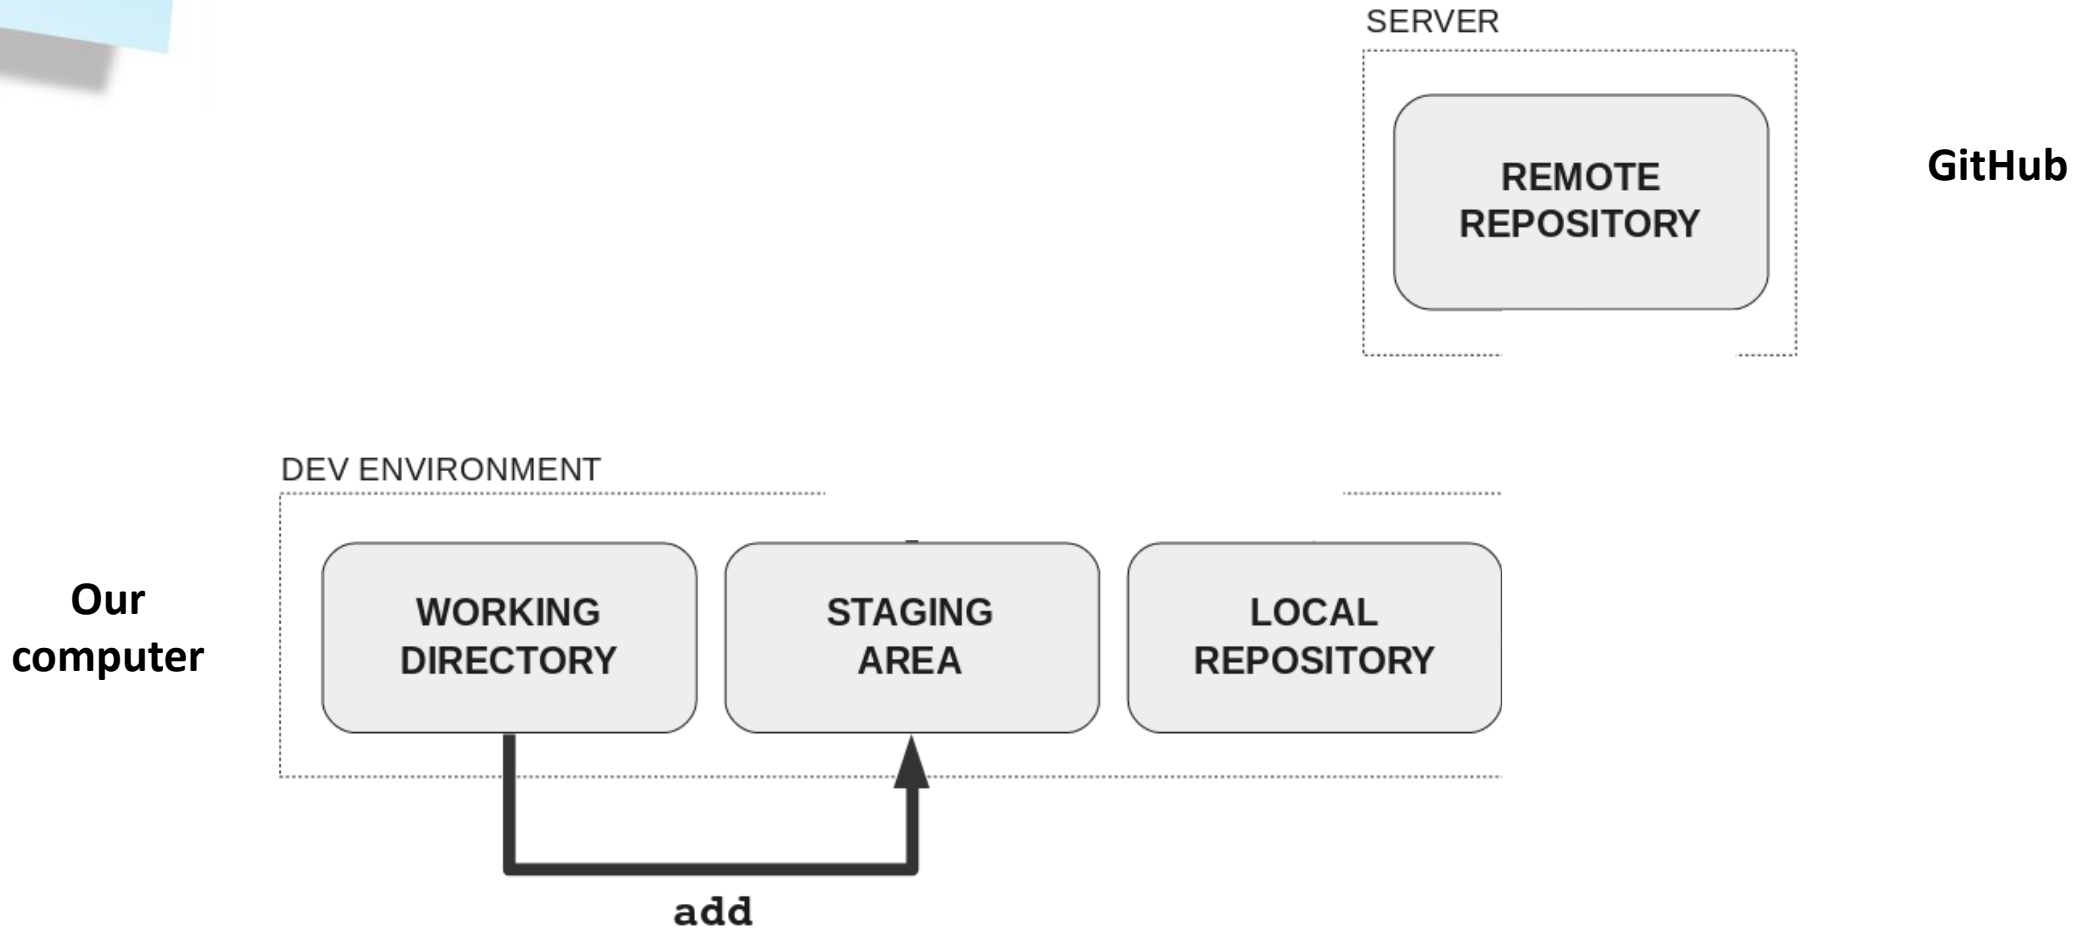 SERVER
REMOTE
REPOSITORY
GitHub
DEV ENVIRONMENT
Our
computer
WORKING
DIRECTORY
STAGING
AREA
LOCAL
REPOSITORY
add